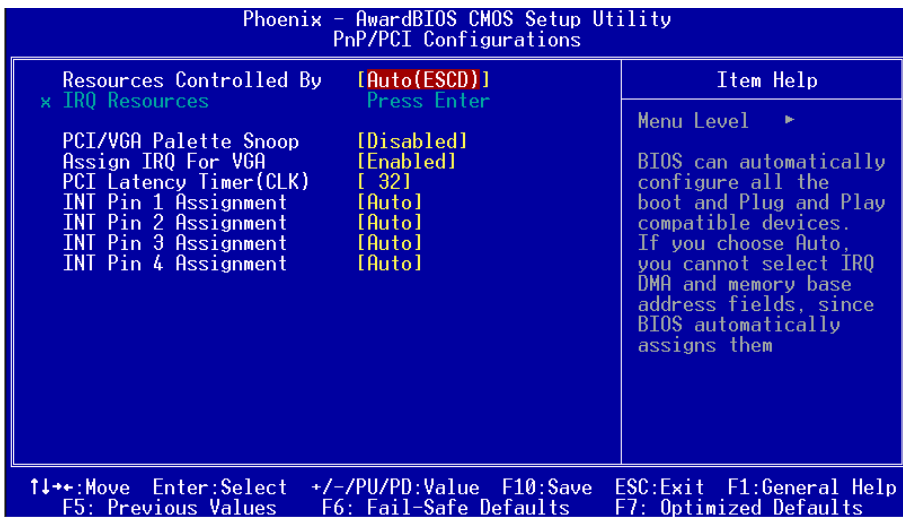 Phoenix - AwardBIOS CMOS Setup Utility
PnP/PCI Configurations
Resources Controlled By [Auto(ESCD)]
x IRQ Resources Press Enter
PCI/VGA Palette Snoop [Disabled]
Assign IRQ For VGA [Enabled]
PCI Latency Timer(CLK) [ 32]
INT Pin 1 Assignment [Auto]
INT Pin 2 Assignment [Auto]
INT Pin 3 Assignment [Auto]
INT Pin 4 Assignment [Auto]
Item Help
Menu Level ►
BIOS can automatically
configure all the
boot and Plug and Play
compatible devices.
If you choose Auto,
you cannot select IRQ
DMA and memory base
address fields, since
BIOS automatically
assigns them
↑↓→←:Move Enter:Select +/-/PU/PD:Value F10:Save ESC:Exit F1:General Help
F5: Previous Values F6: Fail-Safe Defaults F7: Optimized Defaults